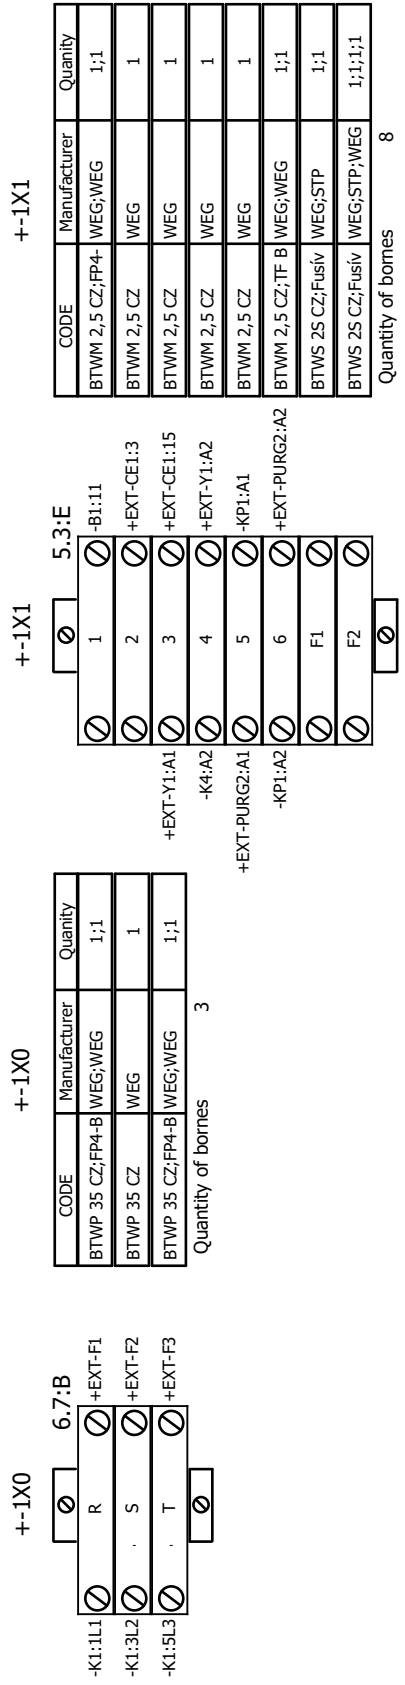 +-1X0
6.7:B
-K1:1L1 R +EXT-F1
-K1:3L2 . S +EXT-F2
-K1:5L3 . T +EXT-F3
+-1X0
CODE Manufacturer Quanity
BTWP 35 CZ;FP4-B WEG;WEG 1;1
BTWP 35 CZ WEG 1
BTWP 35 CZ;FP4-B WEG;WEG 1;1
Quantity of bornes 3
+-1X1
5.3:E
1 -B1:11
2 +EXT-CE1:3
+EXT-Y1:A1 3 +EXT-CE1:15
-K4:A2 4 +EXT-Y1:A2
+EXT-PURG2:A1 5 -KP1:A1
-KP1:A2 6 +EXT-PURG2:A2
F1
F2
+-1X1
CODE Manufacturer Quanity
BTWM 2,5 CZ;FP4- WEG;WEG 1;1
BTWM 2,5 CZ WEG 1
BTWM 2,5 CZ WEG 1
BTWM 2,5 CZ WEG 1
BTWM 2,5 CZ WEG 1
BTWM 2,5 CZ;TF B WEG;WEG 1;1
BTWS 2S CZ;Fusív WEG;STP 1;1
BTWS 2S CZ;Fusív WEG;STP;WEG 1;1;1;1
Quantity of bornes 8